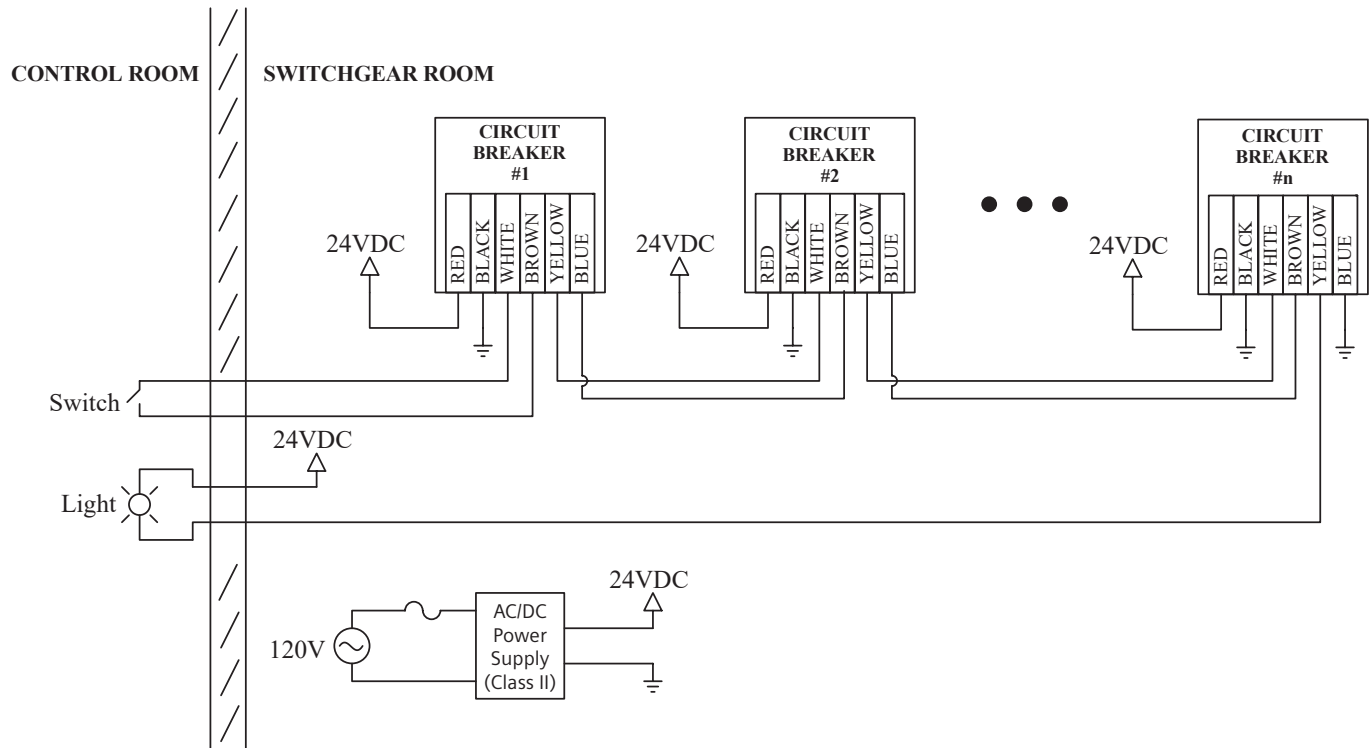 CONTROL ROOM
SWITCHGEAR ROOM
CIRCUIT
BREAKER
#1
RED
BLACK
WHITE
BROWN
YELLOW
BLUE
24VDC
CIRCUIT
BREAKER
#2
RED
BLACK
WHITE
BROWN
YELLOW
BLUE
24VDC
CIRCUIT
BREAKER
#n
RED
BLACK
WHITE
BROWN
YELLOW
BLUE
24VDC
Switch
24VDC
Light
24VDC
120V
AC/DC
Power
Supply
(Class II)